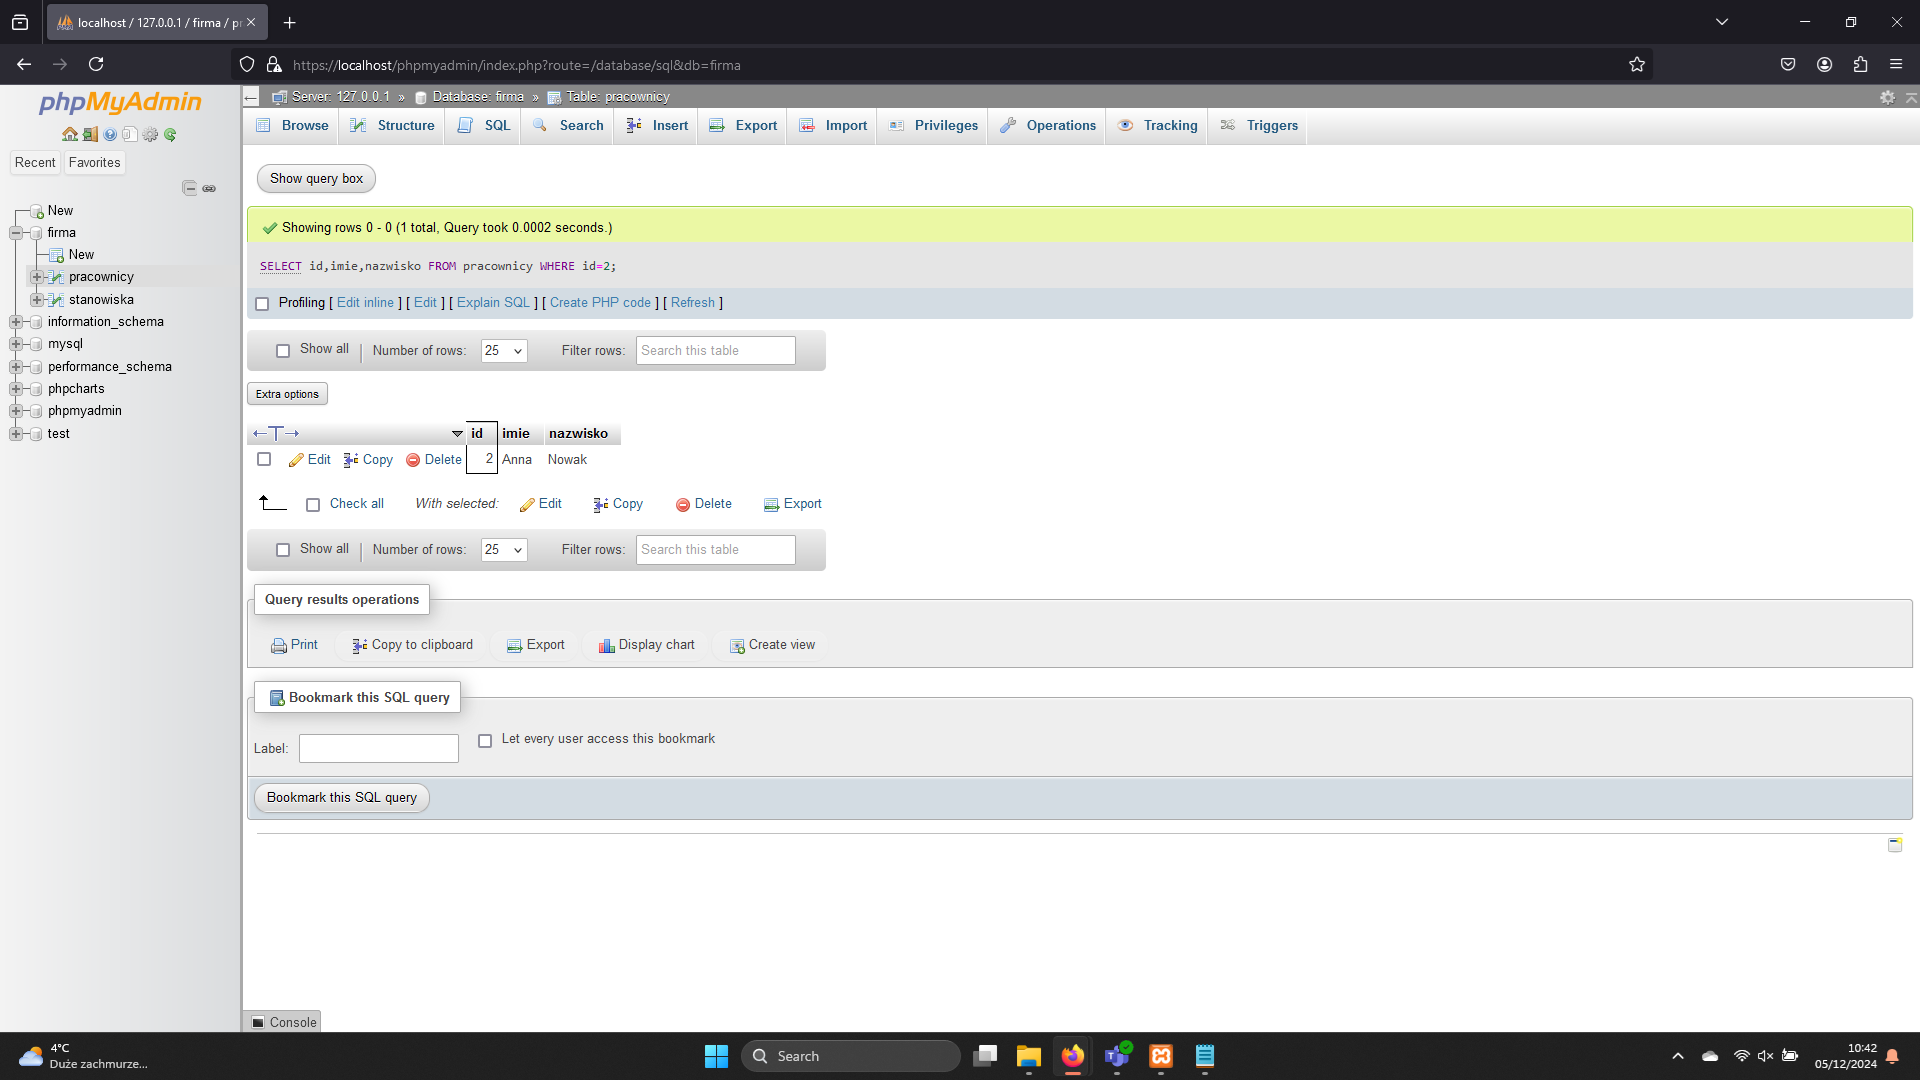 localhost / 127.0.0.1 / firma / pr
https://localhost/phpmyadmin/index.php?route=/database/sql&db=firma
phpMyAdmin
Recent
Favorites
New
firma
New
pracownicy
stanowiska
information_schema
mysql
performance_schema
phpcharts
phpmyadmin
test
Server: 127.0.0.1 » Database: firma » Table: pracownicy
Browse Structure SQL Search Insert Export Import Privileges Operations Tracking Triggers
Show query box
Showing rows 0 - 0 (1 total, Query took 0.0002 seconds.)
SELECT id,imie,nazwisko FROM pracownicy WHERE id=2;
Profiling [ Edit inline ] [ Edit ] [ Explain SQL ] [ Create PHP code ] [ Refresh ]
Show all Number of rows: 25 Filter rows: Search this table
Extra options
id imie nazwisko
Edit Copy Delete 2 Anna Nowak
Check all With selected: Edit Copy Delete Export
Show all Number of rows: 25 Filter rows: Search this table
Query results operations
Print Copy to clipboard Export Display chart Create view
Bookmark this SQL query
Label: Let every user access this bookmark
Bookmark this SQL query
Console
4°C
Duże zachmurze...
Search
10:42
05/12/2024